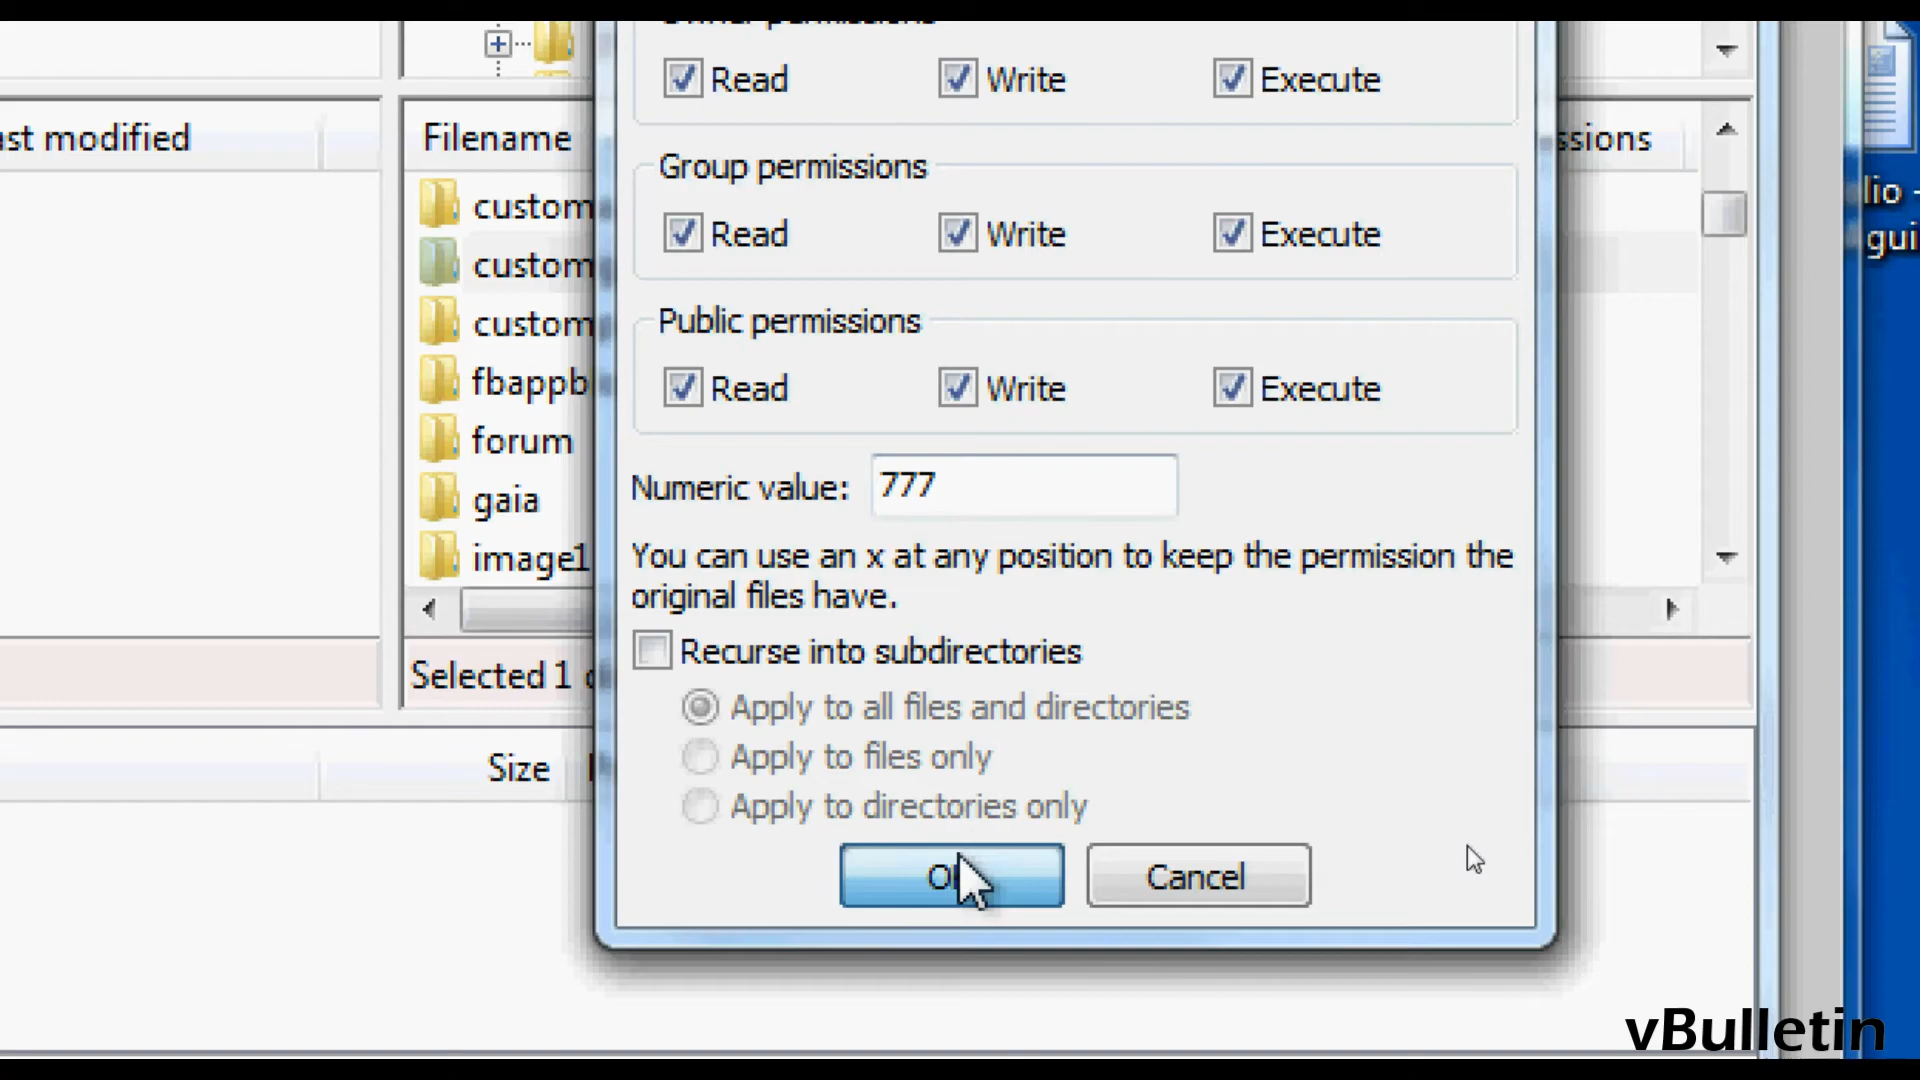 Read Write Execute
ast modified Filename ssions
Group permissions
custom
Read Write Execute
custom
Public permissions
custom
Read Write Execute
fbappb
forum
Numeric value: 777
gaia
You can use an x at any position to keep the permission the
original files have.
image1
Recurse into subdirectories
Selected 1
Apply to all files and directories
Apply to files only
Size
Apply to directories only
Cancel
lio -
gui
vBulletin